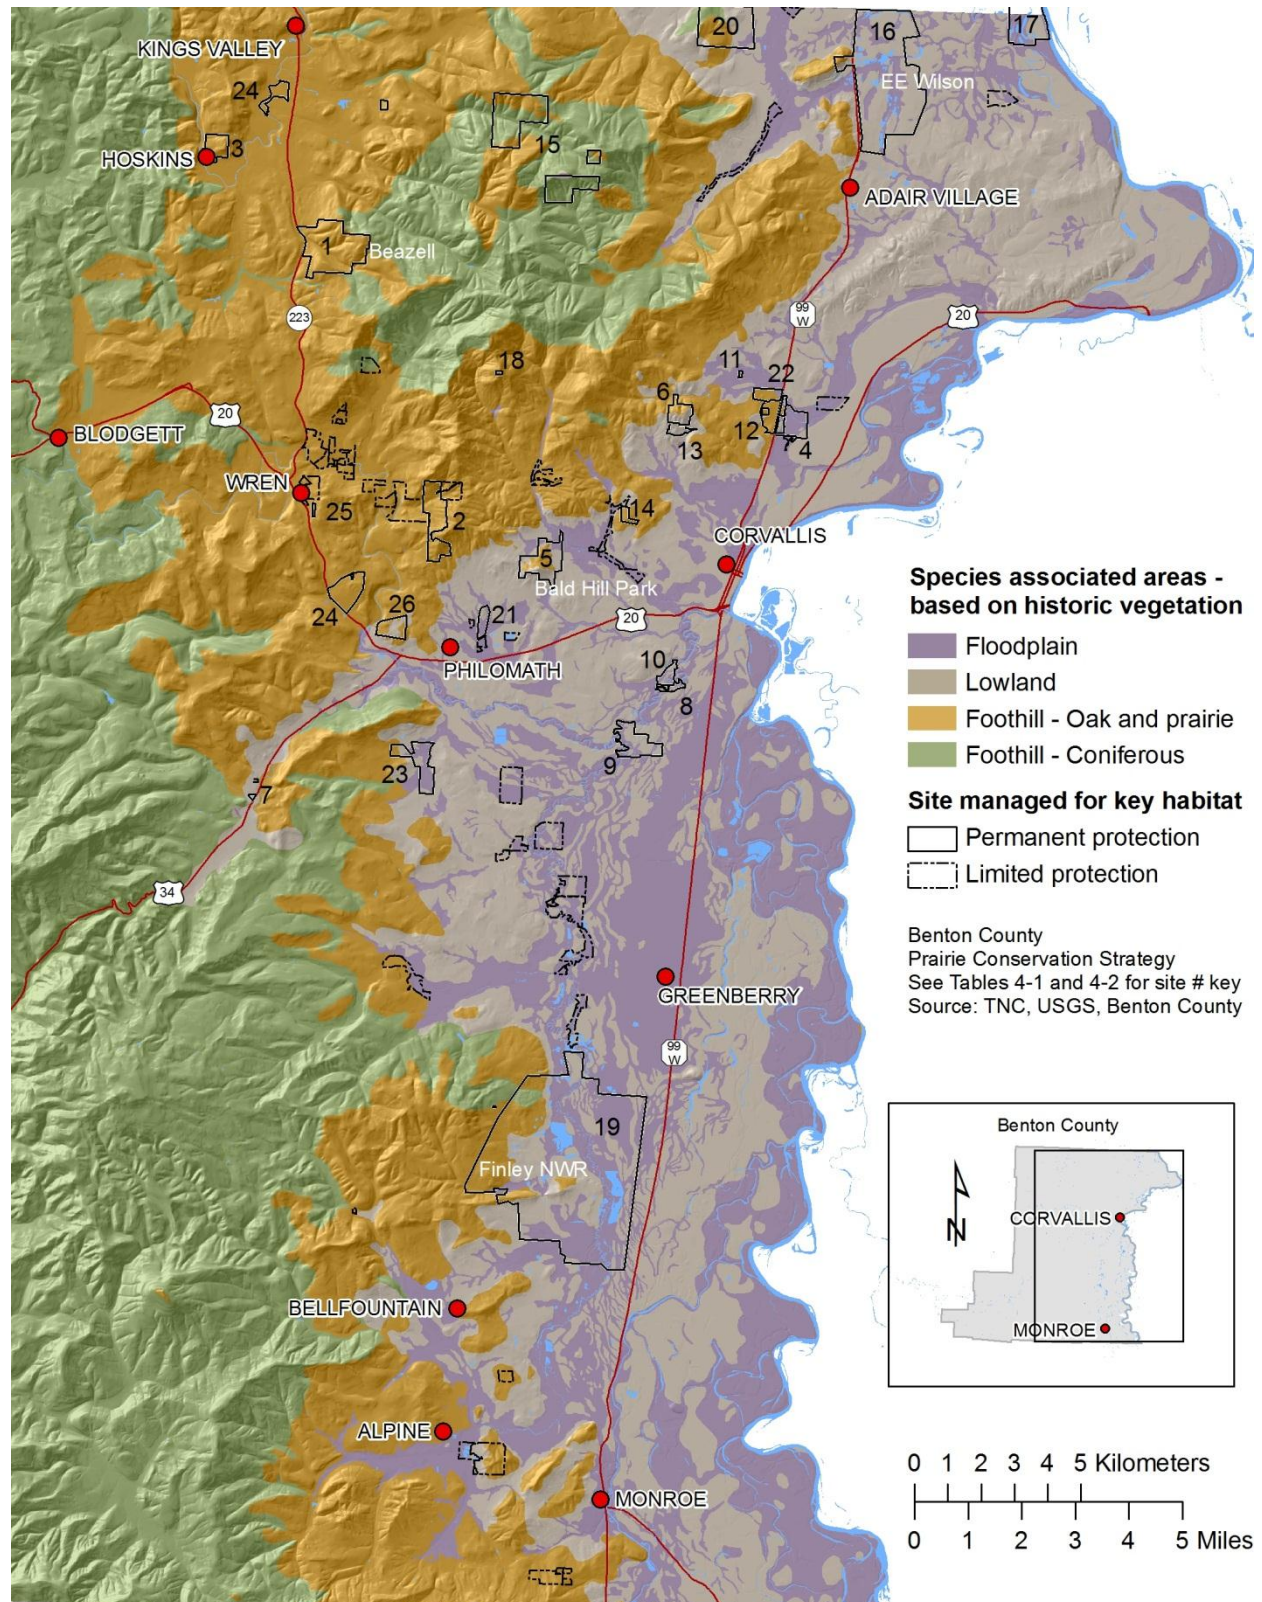 KINGS VALLEY
20
16
17
EE Wilson
24
15
HOSKINS
3
ADAIR VILLAGE
1
Beazell
223
99
W
20
18
11
22
6
20
12
BLODGETT
13
4
WREN
25
2
14
CORVALLIS
5
Bald Hill Park
24
26
21
20
PHILOMATH
10
8
9
23
7
34
GREENBERRY
99
W
19
Finley NWR
BELLFOUNTAIN
ALPINE
MONROE
Species associated areas -
based on historic vegetation
Floodplain
Lowland
Foothill - Oak and prairie
Foothill - Coniferous
Site managed for key habitat
Permanent protection
Limited protection
Benton County
Prairie Conservation Strategy
See Tables 4-1 and 4-2 for site # key
Source: TNC, USGS, Benton County
Benton County
N
CORVALLIS
MONROE
0 1 2 3 4 5 Kilometers
0 1 2 3 4 5 Miles